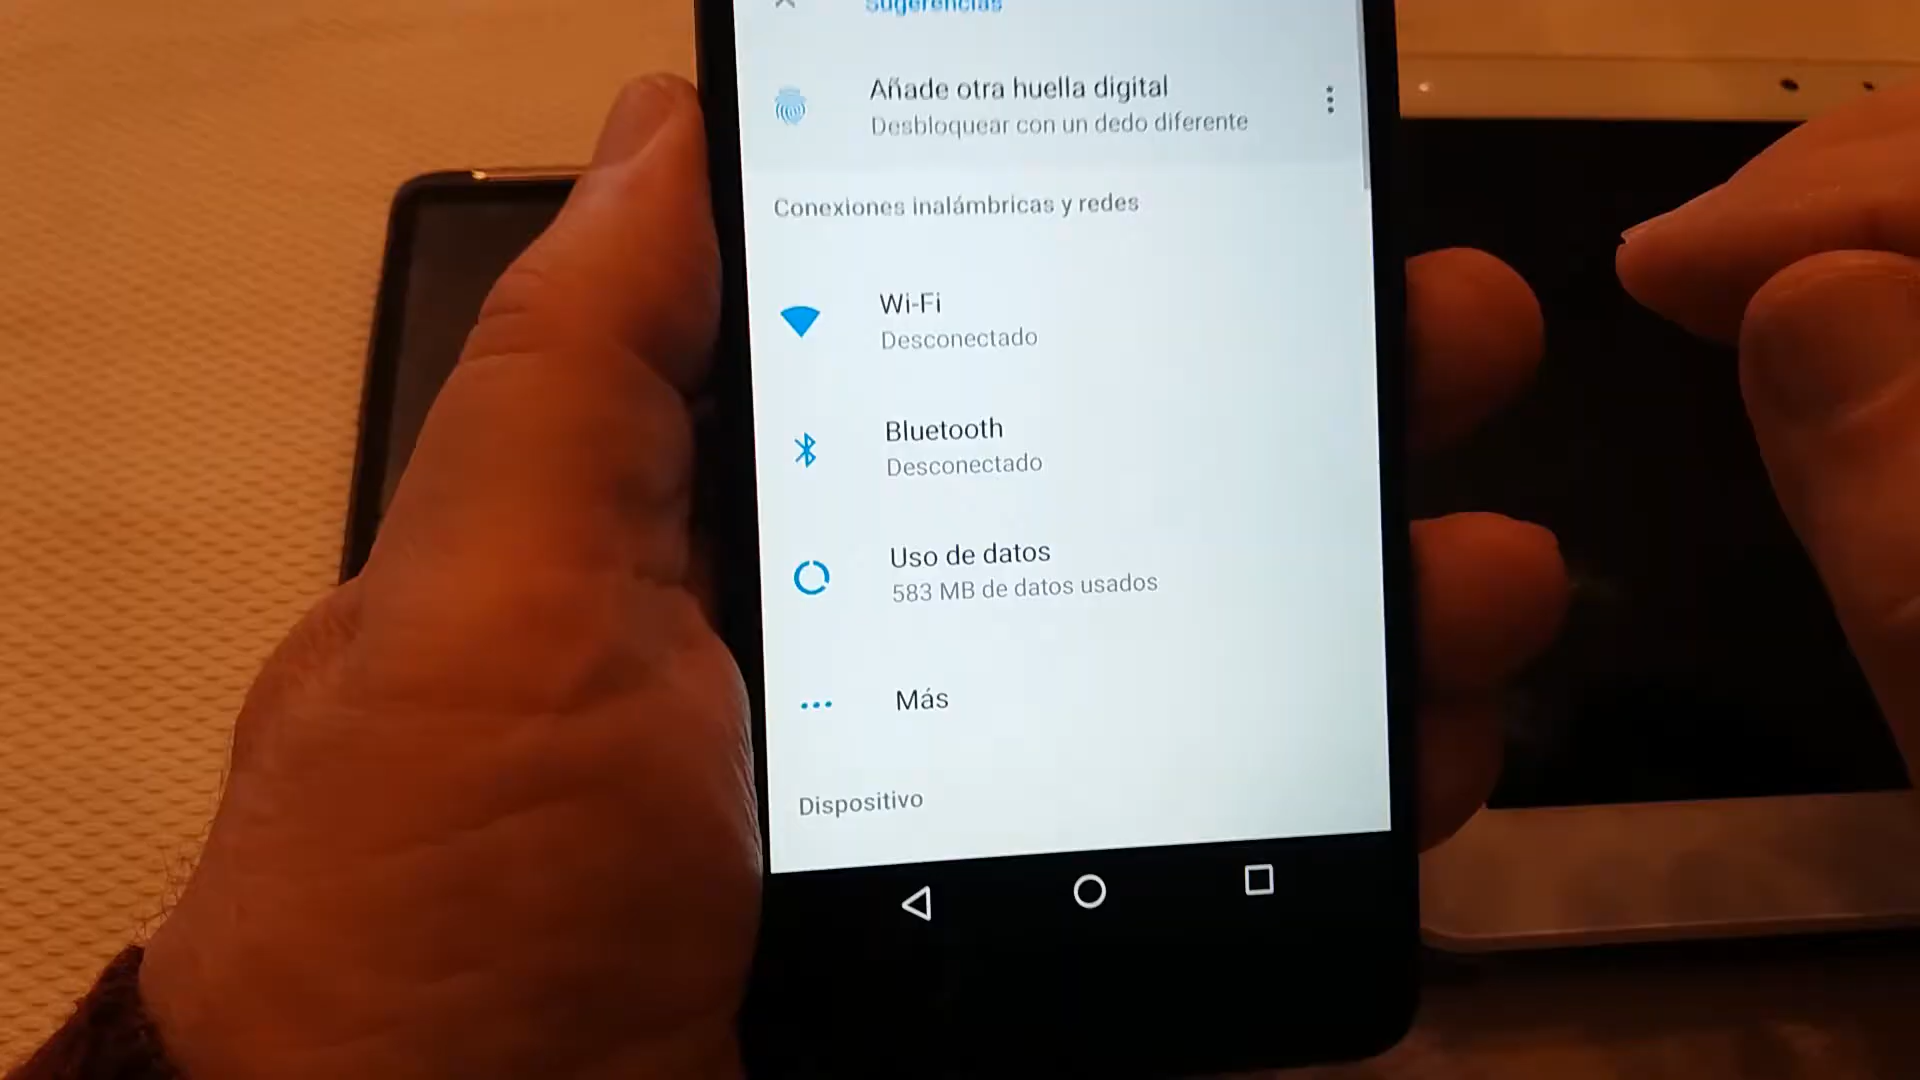 Sugerencias
Añade otra huella digital
Desbloquear con un dedo diferente
Conexiones inalámbricas y redes
Wi-Fi
Desconectado
Bluetooth
Desconectado
Uso de datos
583 MB de datos usados
Más
Dispositivo